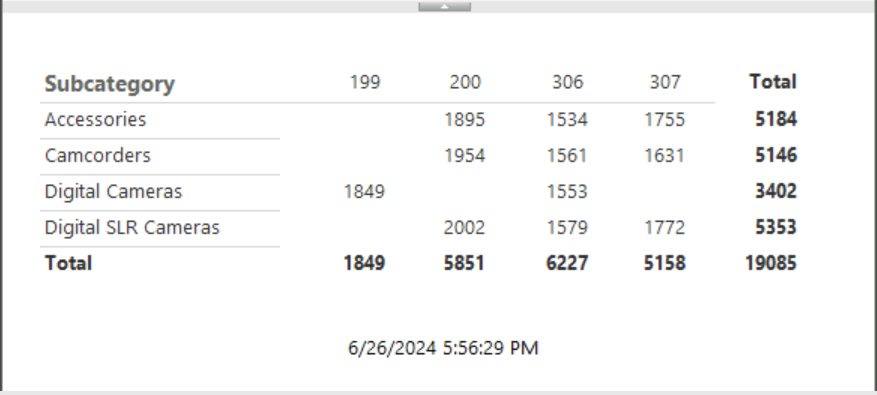 Subcategory 199 200 306 307 Total
Accessories 1895 1534 1755 5184
Camcorders 1954 1561 1631 5146
Digital Cameras 1849 1553 3402
Digital SLR Cameras 2002 1579 1772 5353
Total 1849 5851 6227 5158 19085
6/26/2024 5:56:29 PM